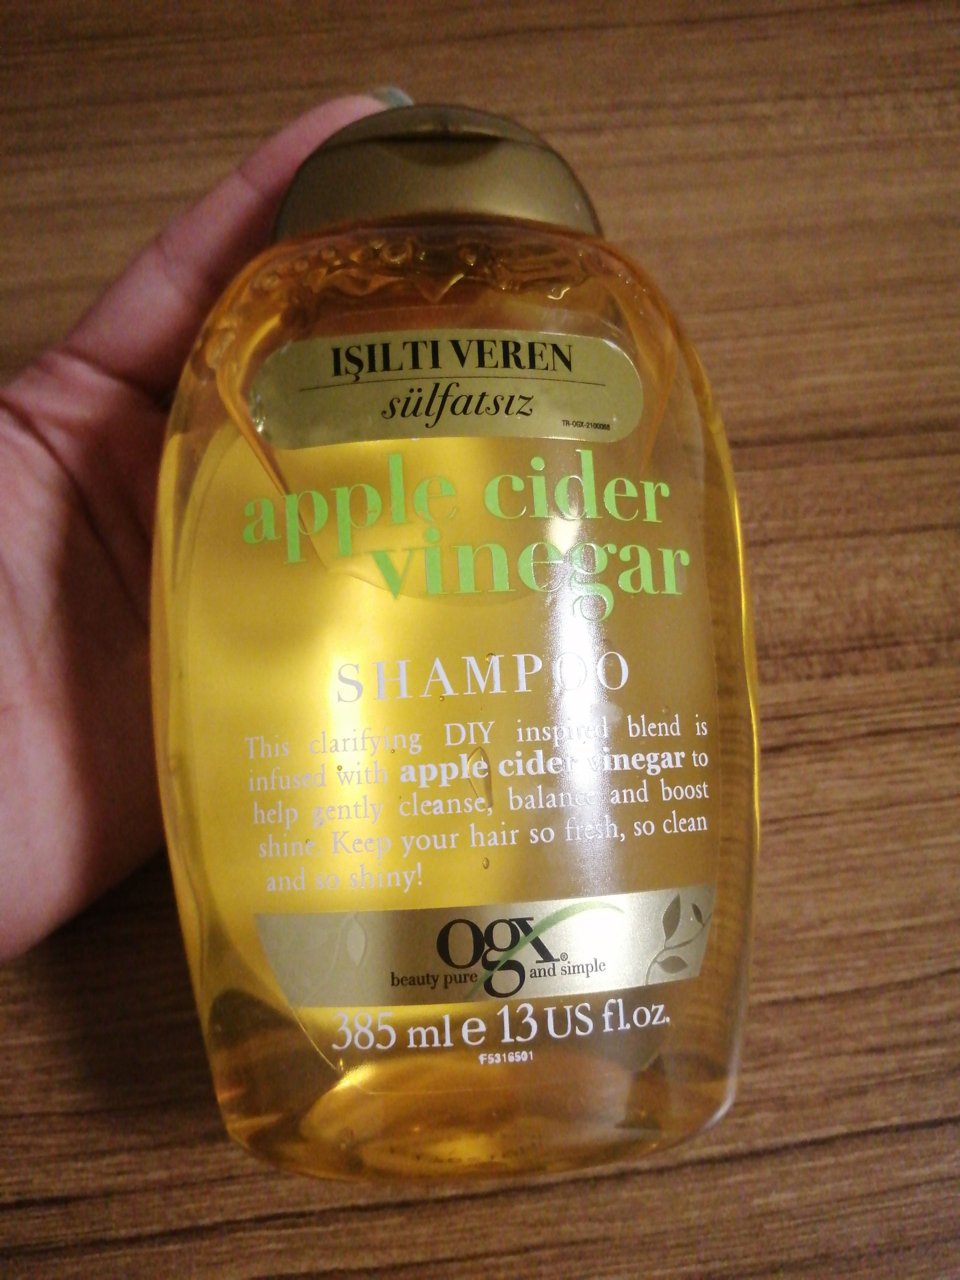 IŞILTI VEREN
sülfatsız
TR-OGX-2100068
apple cider
vinegar
SHAMPOO
This clarifying DIY inspired blend is
infused with apple cider vinegar to
help gently cleanse, balance and boost
shine. Keep your hair so fresh, so clean
and so shiny!
ogx®
beauty pure and simple
385 ml e 13 US fl.oz.
F5316501